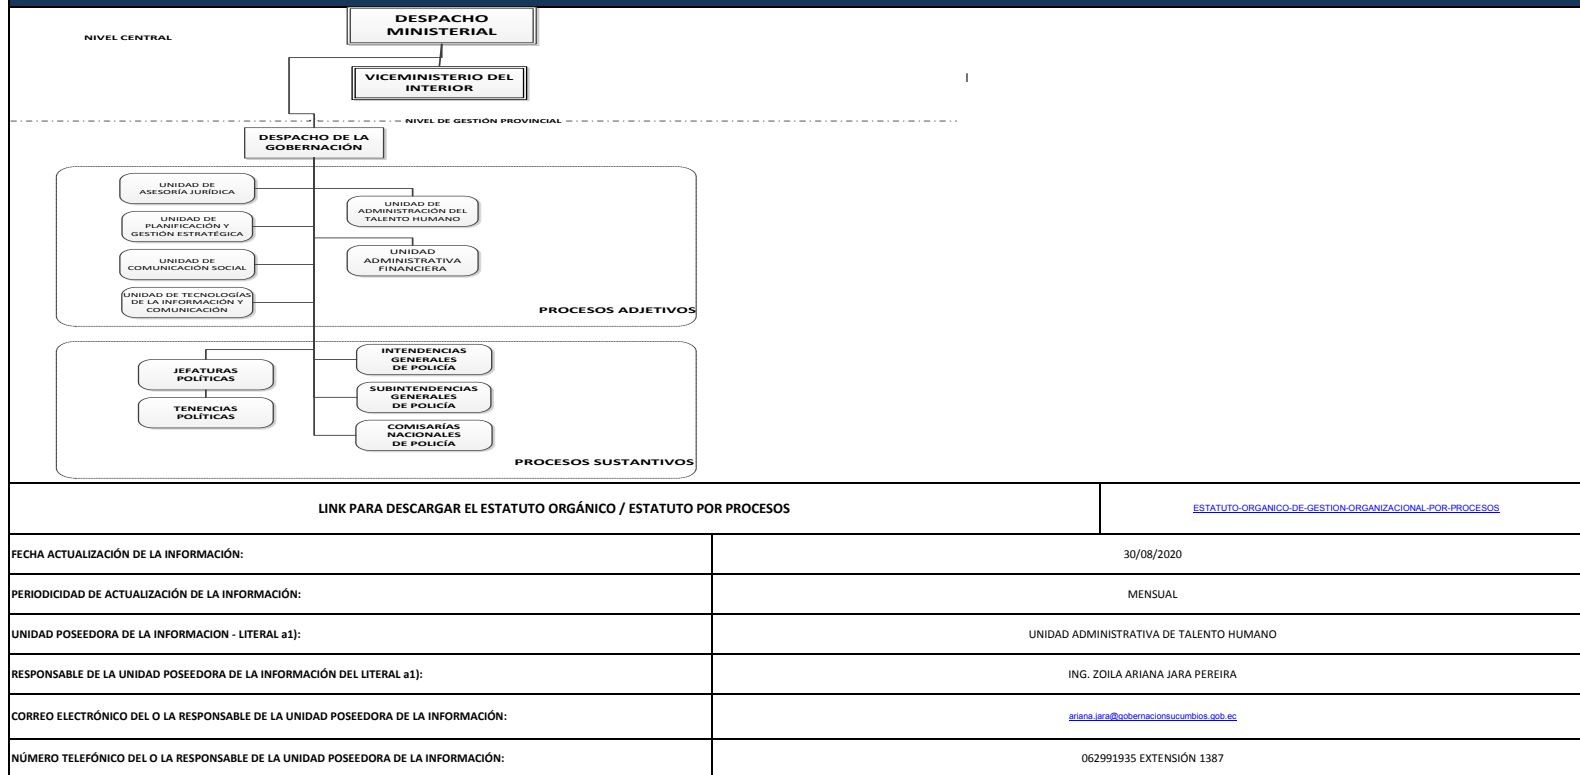 DESPACHO
MINISTERIAL
NIVEL CENTRAL
VICEMINISTERIO DEL
INTERIOR
NIVEL DE GESTIÓN PROVINCIAL
DESPACHO DE LA
GOBERNACIÓN
UNIDAD DE
ASESORÍA JURÍDICA
UNIDAD DE
ADMINISTRACIÓN DEL
TALENTO HUMANO
UNIDAD DE
PLANIFICACIÓN Y
GESTIÓN ESTRATÉGICA
UNIDAD
ADMINISTRATIVA
FINANCIERA
UNIDAD DE
COMUNICACIÓN SOCIAL
UNIDAD DE TECNOLOGÍAS
DE LA INFORMACIÓN Y
COMUNICACIÓN
PROCESOS ADJETIVOS
INTENDENCIAS
GENERALES
DE POLICÍA
JEFATURAS
POLÍTICAS
SUBINTENDENCIAS
GENERALES
DE POLICÍA
TENENCIAS
POLÍTICAS
COMISARÍAS
NACIONALES
DE POLICÍA
PROCESOS SUSTANTIVOS
LINK PARA DESCARGAR EL ESTATUTO ORGÁNICO / ESTATUTO POR PROCESOS
ESTATUTO-ORGANICO-DE-GESTION-ORGANIZACIONAL-POR-PROCESOS
FECHA ACTUALIZACIÓN DE LA INFORMACIÓN:
30/08/2020
PERIODICIDAD DE ACTUALIZACIÓN DE LA INFORMACIÓN:
MENSUAL
UNIDAD POSEEDORA DE LA INFORMACION - LITERAL a1):
UNIDAD ADMINISTRATIVA DE TALENTO HUMANO
RESPONSABLE DE LA UNIDAD POSEEDORA DE LA INFORMACIÓN DEL LITERAL a1):
ING. ZOILA ARIANA JARA PEREIRA
CORREO ELECTRÓNICO DEL O LA RESPONSABLE DE LA UNIDAD POSEEDORA DE LA INFORMACIÓN:
ariana.jara@gobernacionsucumbios.gob.ec
NÚMERO TELEFÓNICO DEL O LA RESPONSABLE DE LA UNIDAD POSEEDORA DE LA INFORMACIÓN:
062991935 EXTENSIÓN 1387